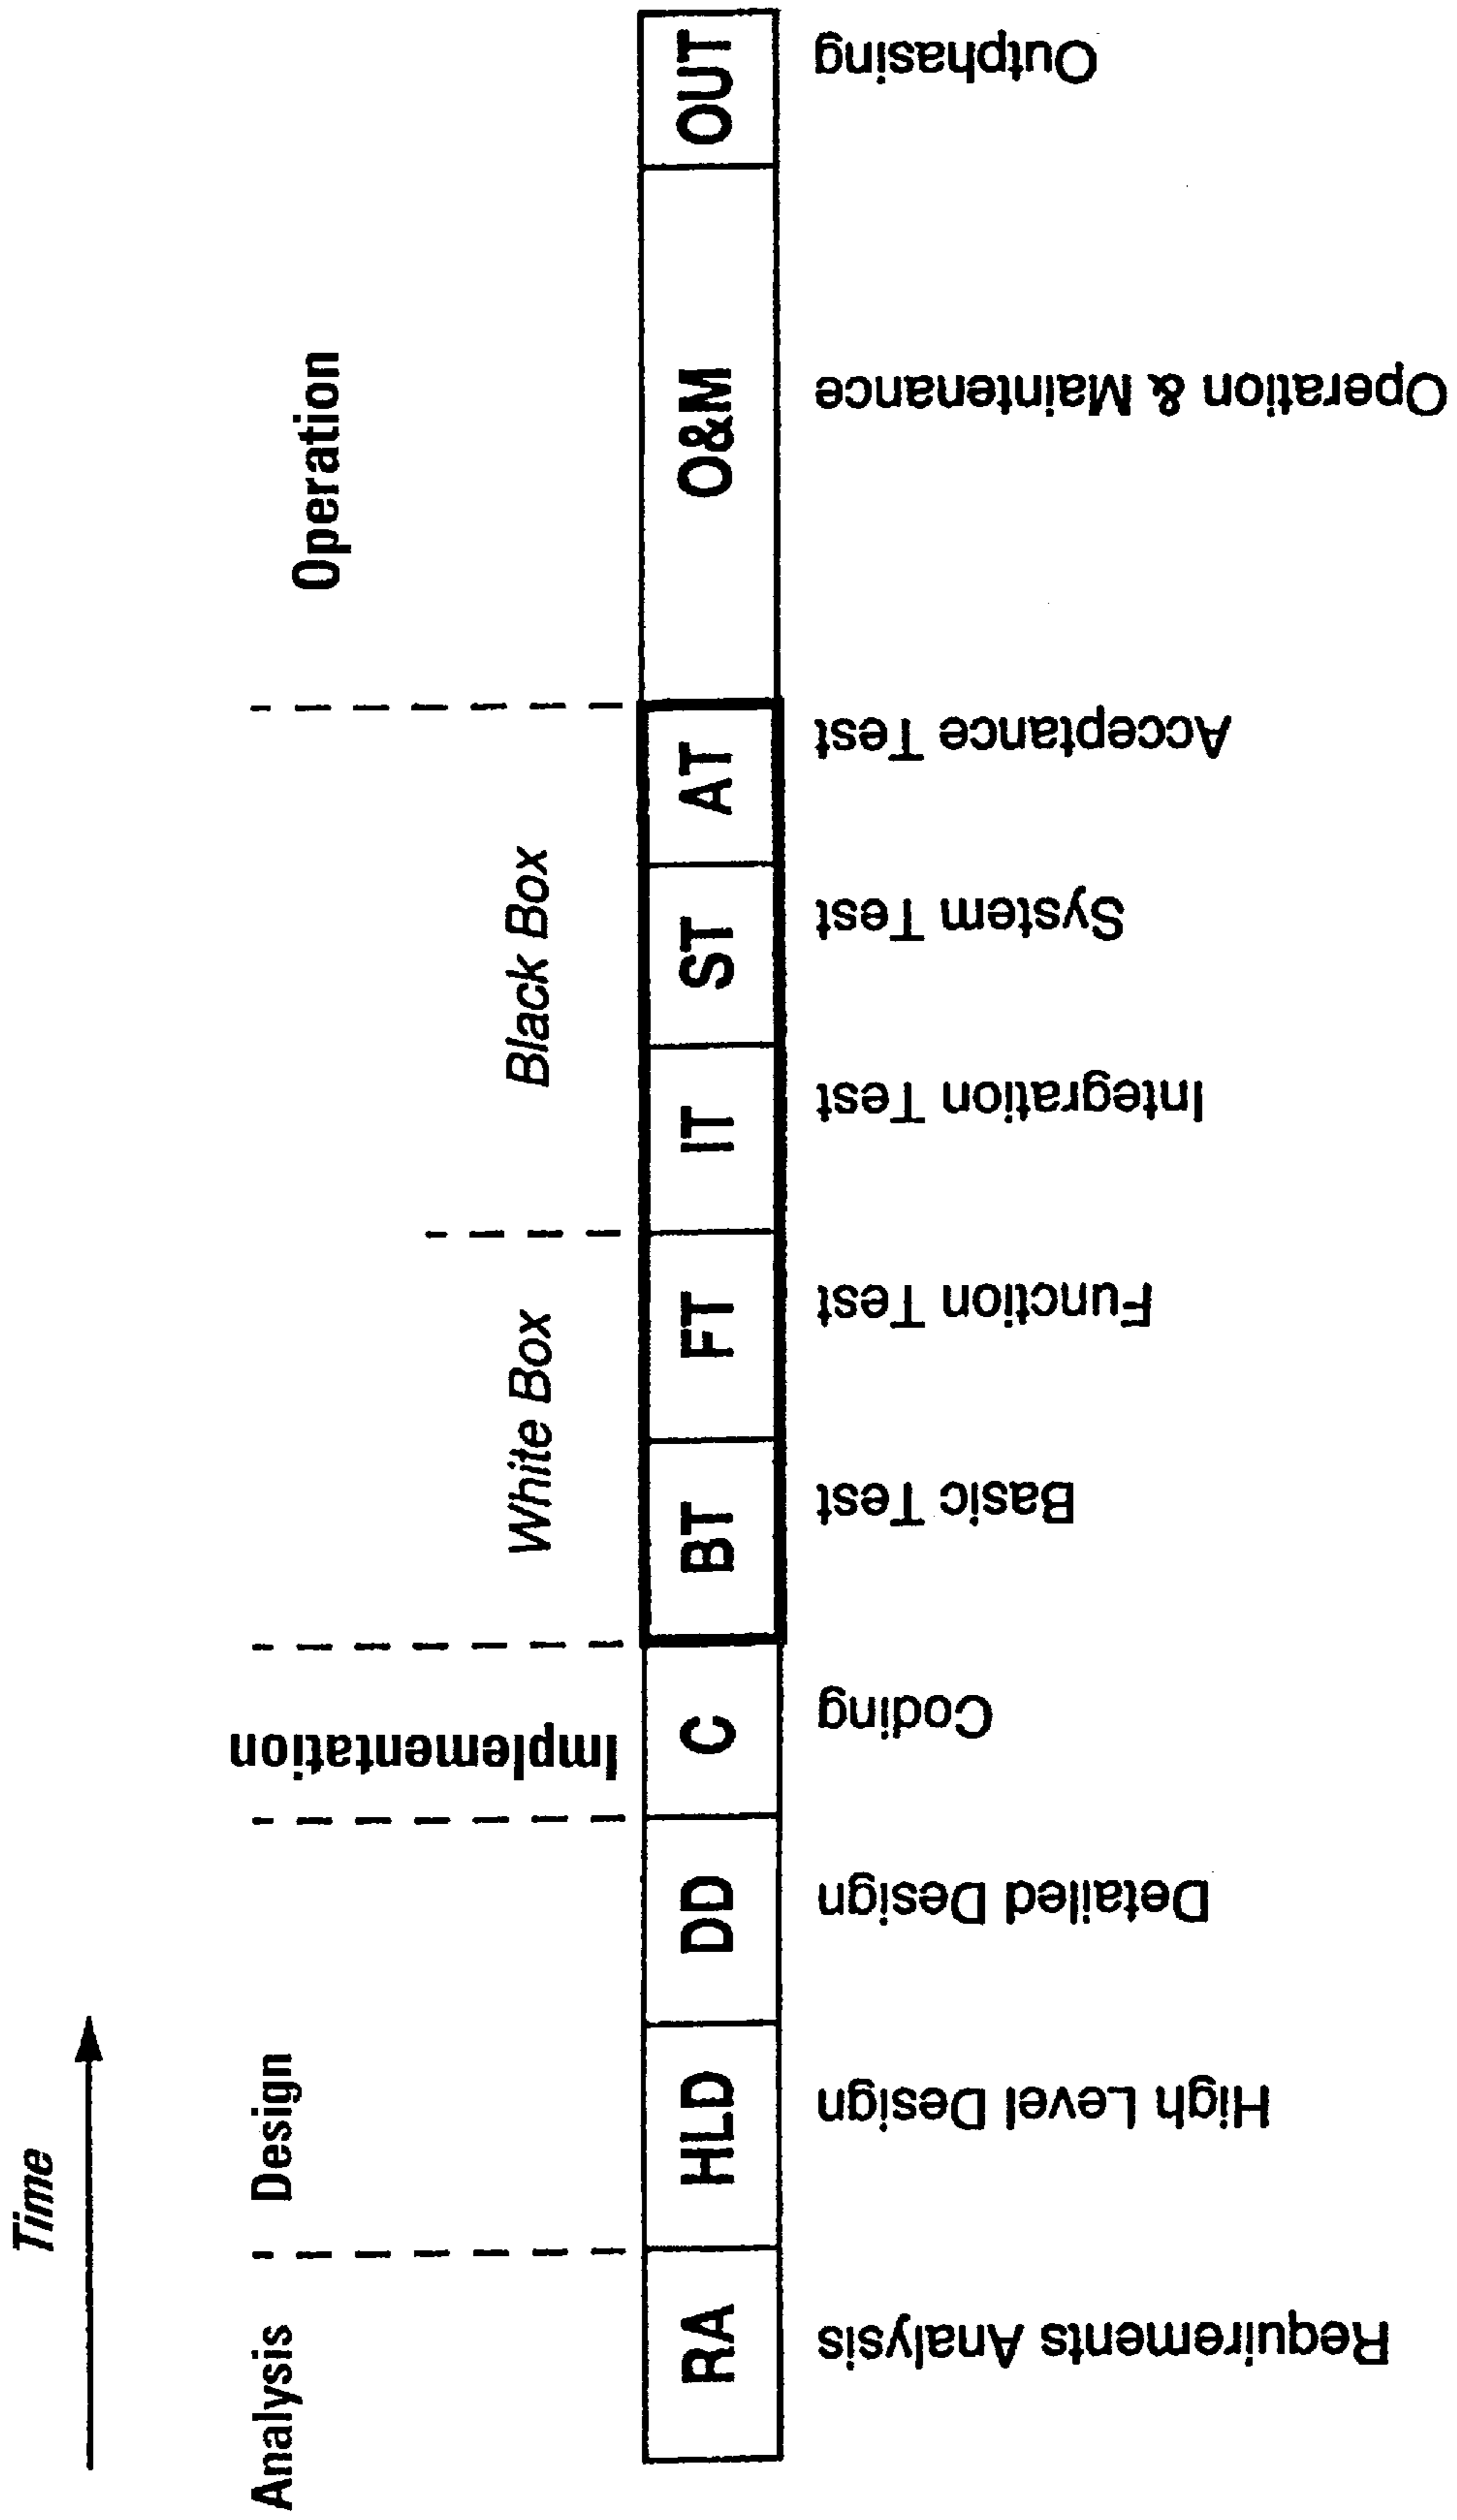 Time
Analysis
Design
Implementation
White Box
Black Box
Operation
RA
HLD
DD
C
BT
FT
IT
ST
AT
O&M
OUT
Requirements Analysis
High Level Design
Detailed Design
Coding
Basic Test
Function Test
Integration Test
System Test
Acceptance Test
Operation & Maintenance
Outphasing